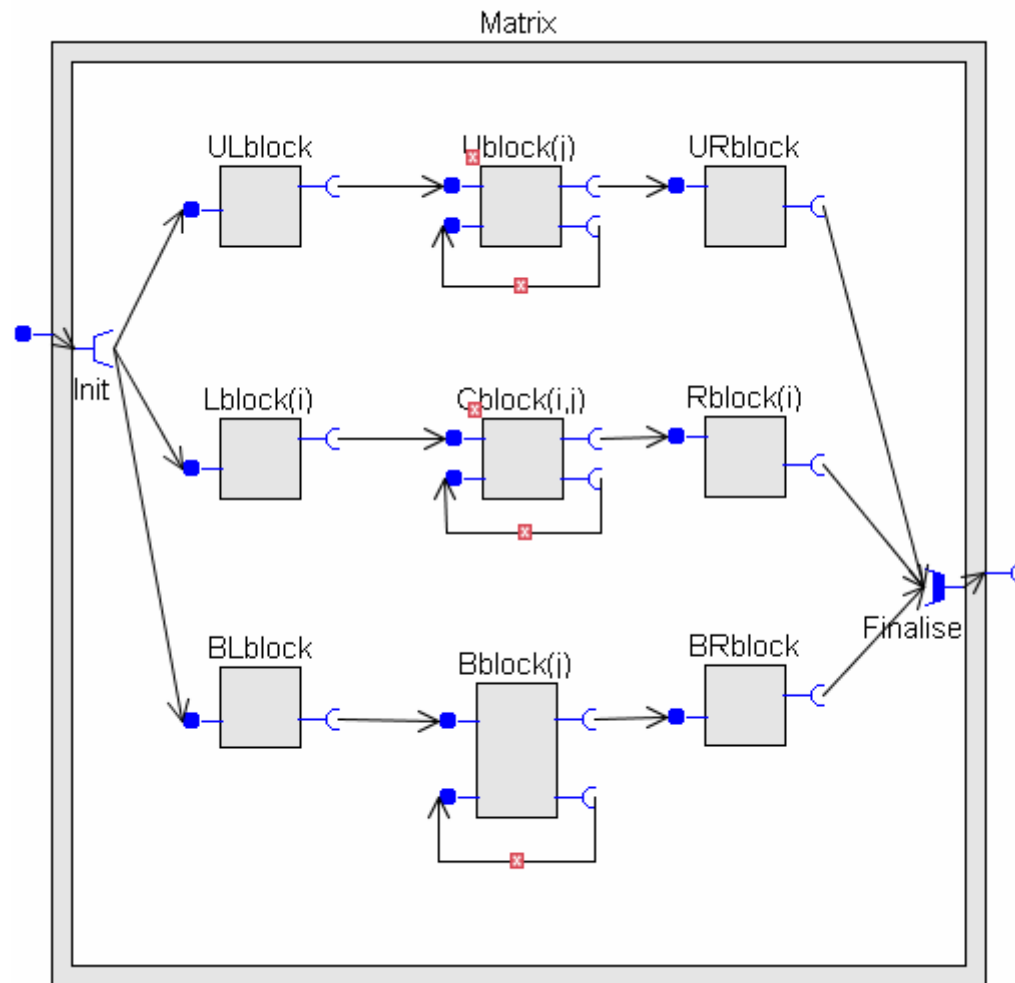 Matrix
ULblock
Ublock(j)
URblock
x
x
Init
Lblock(i)
Cblock(i,j)
Rblock(i)
x
x
Finalise
BLblock
Bblock(j)
BRblock
x